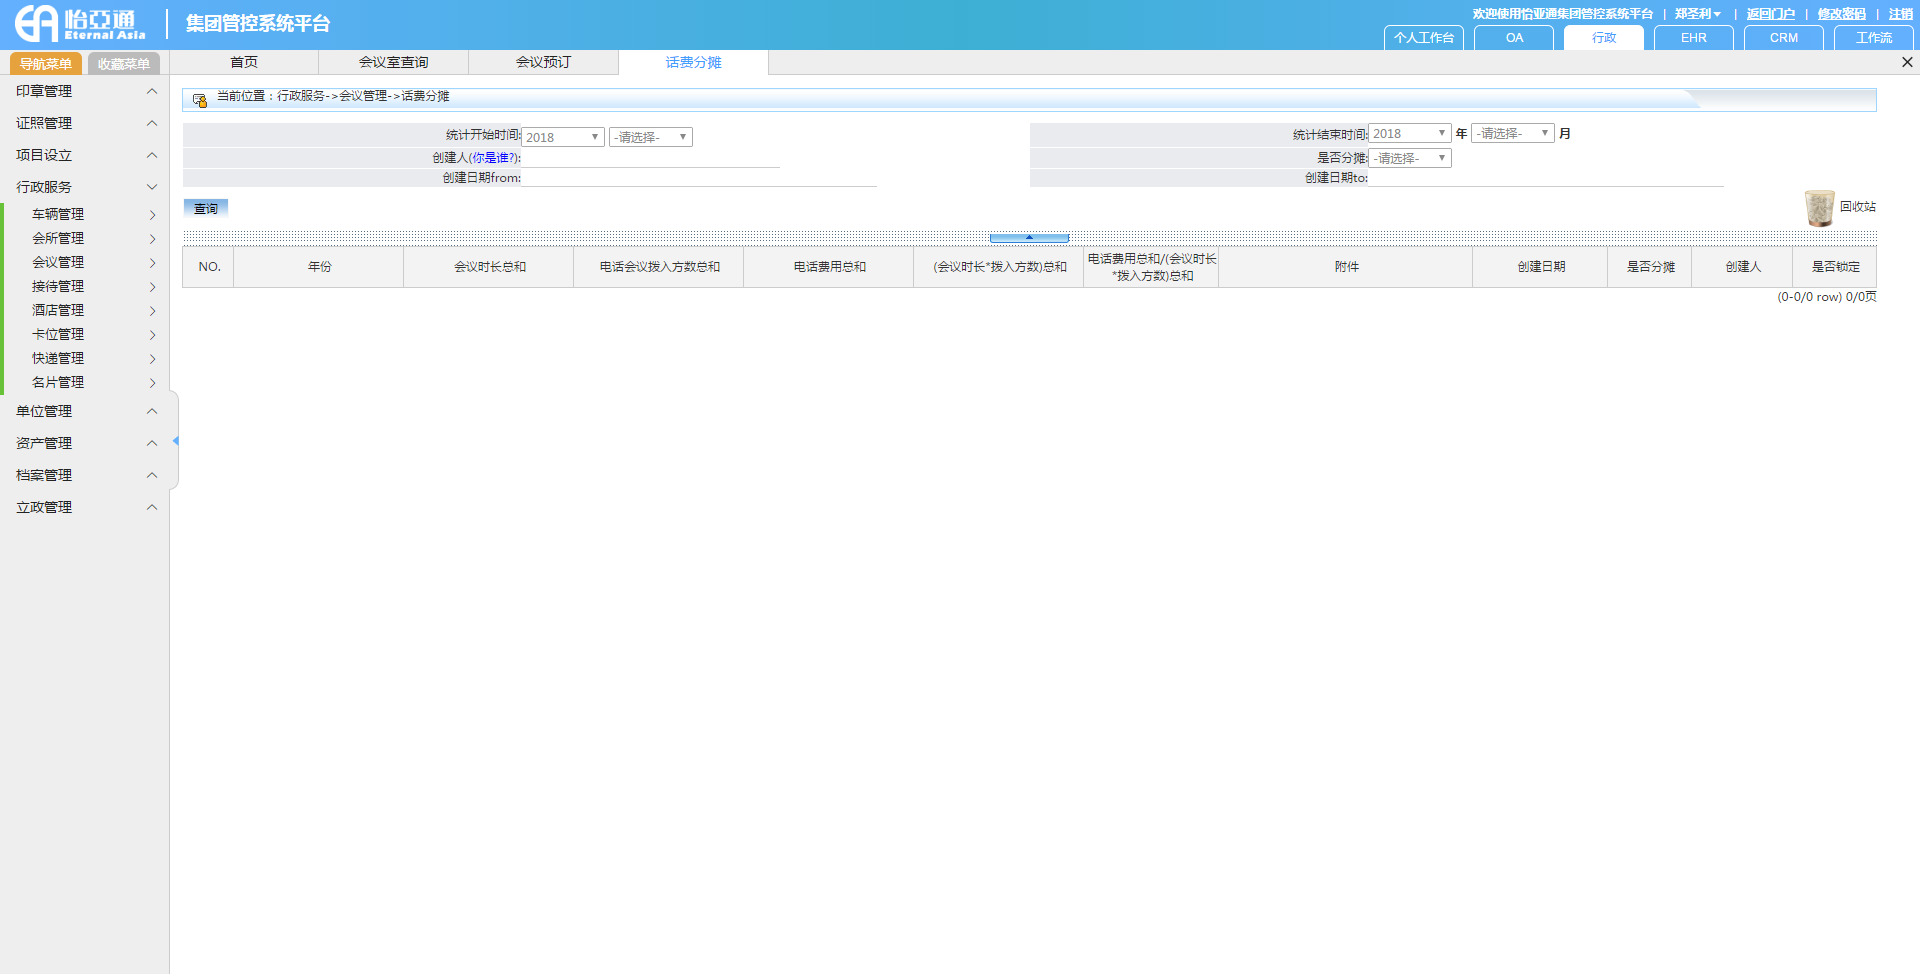 怡亞通
Eternal Asia
集团管控系统平台
欢迎使用怡亚通集团管控系统平台 | 郑圣利 | 返回门户 | 修改密码 | 注销
个人工作台 OA 行政 EHR CRM 工作流
导航菜单 收藏菜单
首页 会议室查询 会议预订 话费分摊
印章管理
证照管理
项目设立
行政服务
车辆管理
会所管理
会议管理
接待管理
酒店管理
卡位管理
快递管理
名片管理
单位管理
资产管理
档案管理
立政管理
当前位置：行政服务->会议管理->话费分摊
统计开始时间: 2018 -请选择- 统计结束时间: 2018 年 -请选择- 月
创建人(你是谁?): 是否分摊: -请选择-
创建日期from: 创建日期to:
查询 回收站
NO. 年份 会议时长总和 电话会议拨入方数总和 电话费用总和 (会议时长*拨入方数)总和 电话费用总和/(会议时长 附件 创建日期 是否分摊 创建人 是否锁定
*拨入方数)总和
(0-0/0 row) 0/0页